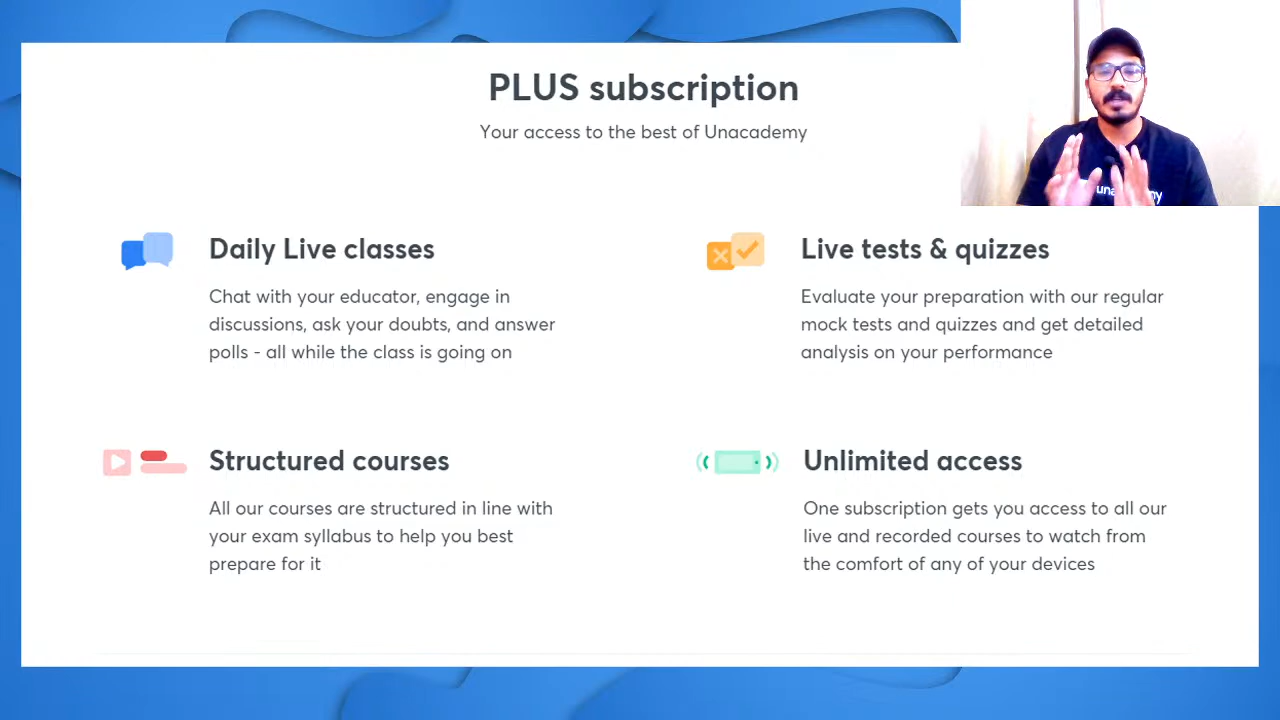 PLUS subscription
Your access to the best of Unacademy
Daily Live classes
Chat with your educator, engage in
discussions, ask your doubts, and answer
polls - all while the class is going on
Live tests & quizzes
Evaluate your preparation with our regular
mock tests and quizzes and get detailed
analysis on your performance
Structured courses
All our courses are structured in line with
your exam syllabus to help you best
prepare for it
Unlimited access
One subscription gets you access to all our
live and recorded courses to watch from
the comfort of any of your devices